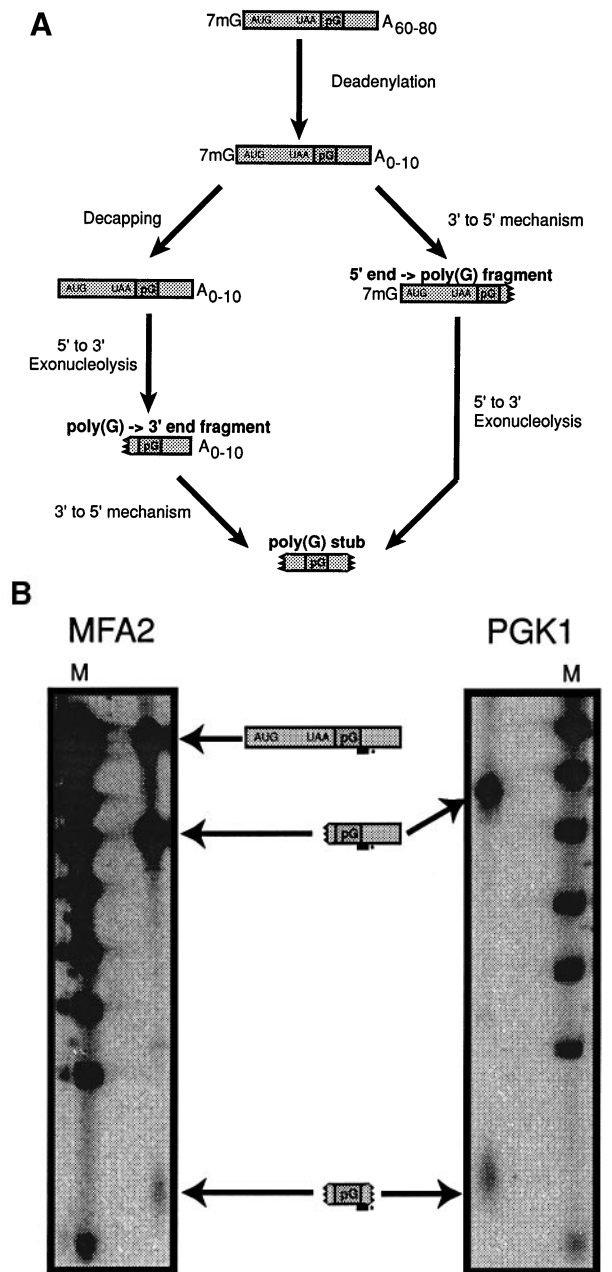 A
7mG AUG UAA pG A60-80
Deadenylation
7mG AUG UAA pG A0-10
Decapping
3' to 5' mechanism
AUG UAA pG A0-10
5' end -> poly(G) fragment
7mG AUG UAA pG
5' to 3'
Exonucleolysis
5' to 3'
Exonucleolysis
poly(G) -> 3' end fragment
pG A0-10
3' to 5' mechanism
poly(G) stub
pG
B
MFA2
PGK1
M
M
AUG UAA pG
pG
pG